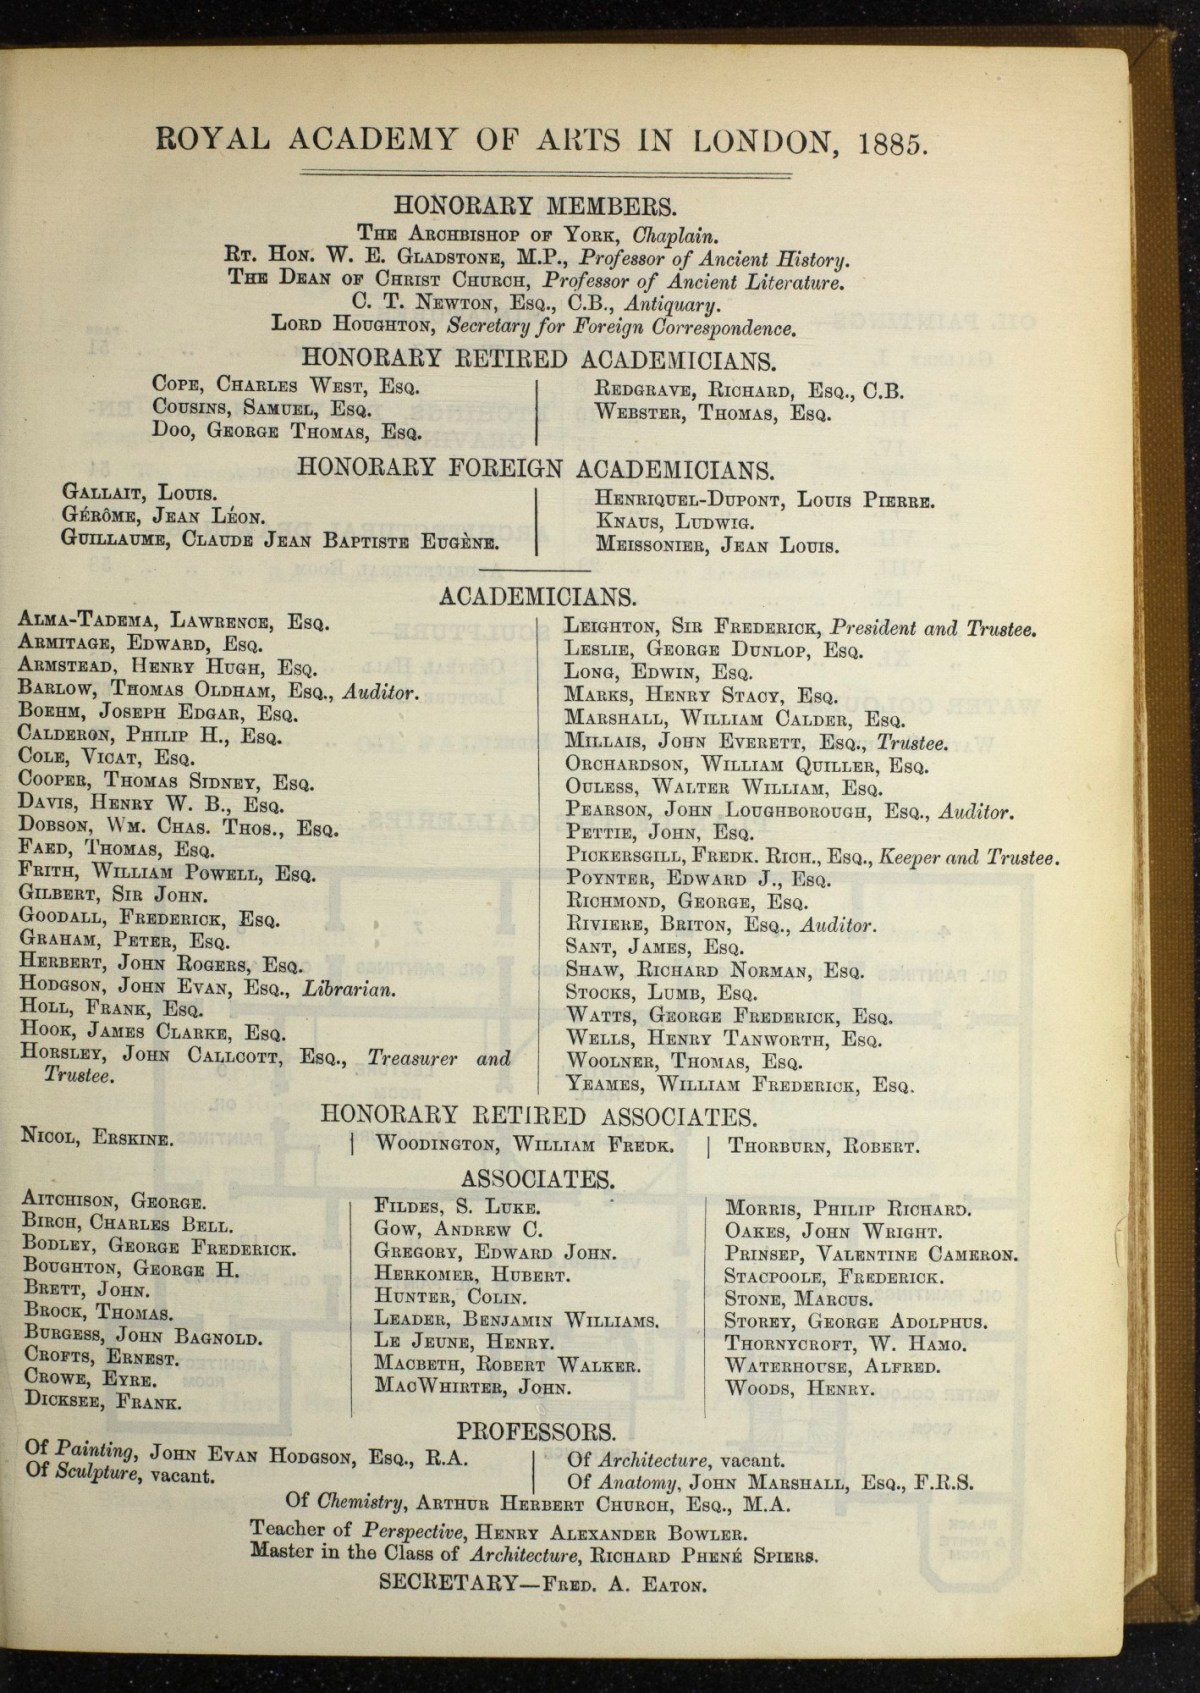 ROYAL ACADEMY OF ARTS IN LONDON, 1885.
HONORARY MEMBERS.
THE ARCHBISHOP OF YORK, Chaplain.
RT. HON. W. E. GLADSTONE, M.P., Professor of Ancient History.
THE DEAN OF CHRIST CHURCH, Professor of Ancient Literature.
C. T. NEWTON, ESQ., C.B., Antiquary.
LORD HOUGHTON, Secretary for Foreign Correspondence.
HONORARY RETIRED ACADEMICIANS.
COPE, CHARLES WEST, ESQ.
COUSINS, SAMUEL, ESQ.
DOO, GEORGE THOMAS, ESQ.
REDGRAVE, RICHARD, ESQ., C.B.
WEBSTER, THOMAS, ESQ.
HONORARY FOREIGN ACADEMICIANS.
GALLAIT, LOUIS.
GÉRÔME, JEAN LÉON.
GUILLAUME, CLAUDE JEAN BAPTISTE EUGÈNE.
HENRIQUEL-DUPONT, LOUIS PIERRE.
KNAUS, LUDWIG.
MEISSONIER, JEAN LOUIS.
ACADEMICIANS.
ALMA-TADEMA, LAWRENCE, ESQ.
ARMITAGE, EDWARD, ESQ.
ARMSTEAD, HENRY HUGH, ESQ.
BARLOW, THOMAS OLDHAM, ESQ., Auditor.
BOEHM, JOSEPH EDGAR, ESQ.
CALDERON, PHILIP H., ESQ.
COLE, VICAT, ESQ.
COOPER, THOMAS SIDNEY, ESQ.
DAVIS, HENRY W. B., ESQ.
DOBSON, WM. CHAS. THOS., ESQ.
FAED, THOMAS, ESQ.
FRITH, WILLIAM POWELL, ESQ.
GILBERT, SIR JOHN.
GOODALL, FREDERICK, ESQ.
GRAHAM, PETER, ESQ.
HERBERT, JOHN ROGERS, ESQ.
HODGSON, JOHN EVAN, ESQ., Librarian.
HOLL, FRANK, ESQ.
HOOK, JAMES CLARKE, ESQ.
HORSLEY, JOHN CALLCOTT, ESQ., Treasurer and
Trustee.
LEIGHTON, SIR FREDERICK, President and Trustee.
LESLIE, GEORGE DUNLOP, ESQ.
LONG, EDWIN, ESQ.
MARKS, HENRY STACY, ESQ.
MARSHALL, WILLIAM CALDER, ESQ.
MILLAIS, JOHN EVERETT, ESQ., Trustee.
ORCHARDSON, WILLIAM QUILLER, ESQ.
OULESS, WALTER WILLIAM, ESQ.
PEARSON, JOHN LOUGHBOROUGH, ESQ., Auditor.
PETTIE, JOHN, ESQ.
PICKERSGILL, FREDK. RICH., ESQ., Keeper and Trustee.
POYNTER, EDWARD J., ESQ.
RICHMOND, GEORGE, ESQ.
RIVIERE, BRITON, ESQ., Auditor.
SANT, JAMES, ESQ.
SHAW, RICHARD NORMAN, ESQ.
STOCKS, LUMB, ESQ.
WATTS, GEORGE FREDERICK, ESQ.
WELLS, HENRY TANWORTH, ESQ.
WOOLNER, THOMAS, ESQ.
YEAMES, WILLIAM FREDERICK, ESQ.
HONORARY RETIRED ASSOCIATES.
NICOL, ERSKINE.
WOODINGTON, WILLIAM FREDK.
THORBURN, ROBERT.
ASSOCIATES.
AITCHISON, GEORGE.
BIRCH, CHARLES BELL.
BODLEY, GEORGE FREDERICK.
BOUGHTON, GEORGE H.
BRETT, JOHN.
BROCK, THOMAS.
BURGESS, JOHN BAGNOLD.
CROFTS, ERNEST.
CROWE, EYRE.
DICKSEE, FRANK.
FILDES, S. LUKE.
GOW, ANDREW C.
GREGORY, EDWARD JOHN.
HERKOMER, HUBERT.
HUNTER, COLIN.
LEADER, BENJAMIN WILLIAMS.
LE JEUNE, HENRY.
MACBETH, ROBERT WALKER.
MACWHIRTER, JOHN.
MORRIS, PHILIP RICHARD.
OAKES, JOHN WRIGHT.
PRINSEP, VALENTINE CAMERON.
STACPOOLE, FREDERICK.
STONE, MARCUS.
STOREY, GEORGE ADOLPHUS.
THORNYCROFT, W. HAMO.
WATERHOUSE, ALFRED.
WOODS, HENRY.
PROFESSORS.
Of Painting, JOHN EVAN HODGSON, ESQ., R.A.
Of Sculpture, vacant.
Of Architecture, vacant.
Of Anatomy, JOHN MARSHALL, ESQ., F.R.S.
Of Chemistry, ARTHUR HERBERT CHURCH, ESQ., M.A.
Teacher of Perspective, HENRY ALEXANDER BOWLER.
Master in the Class of Architecture, RICHARD PHENÉ SPIERS.
SECRETARY—FRED. A. EATON.